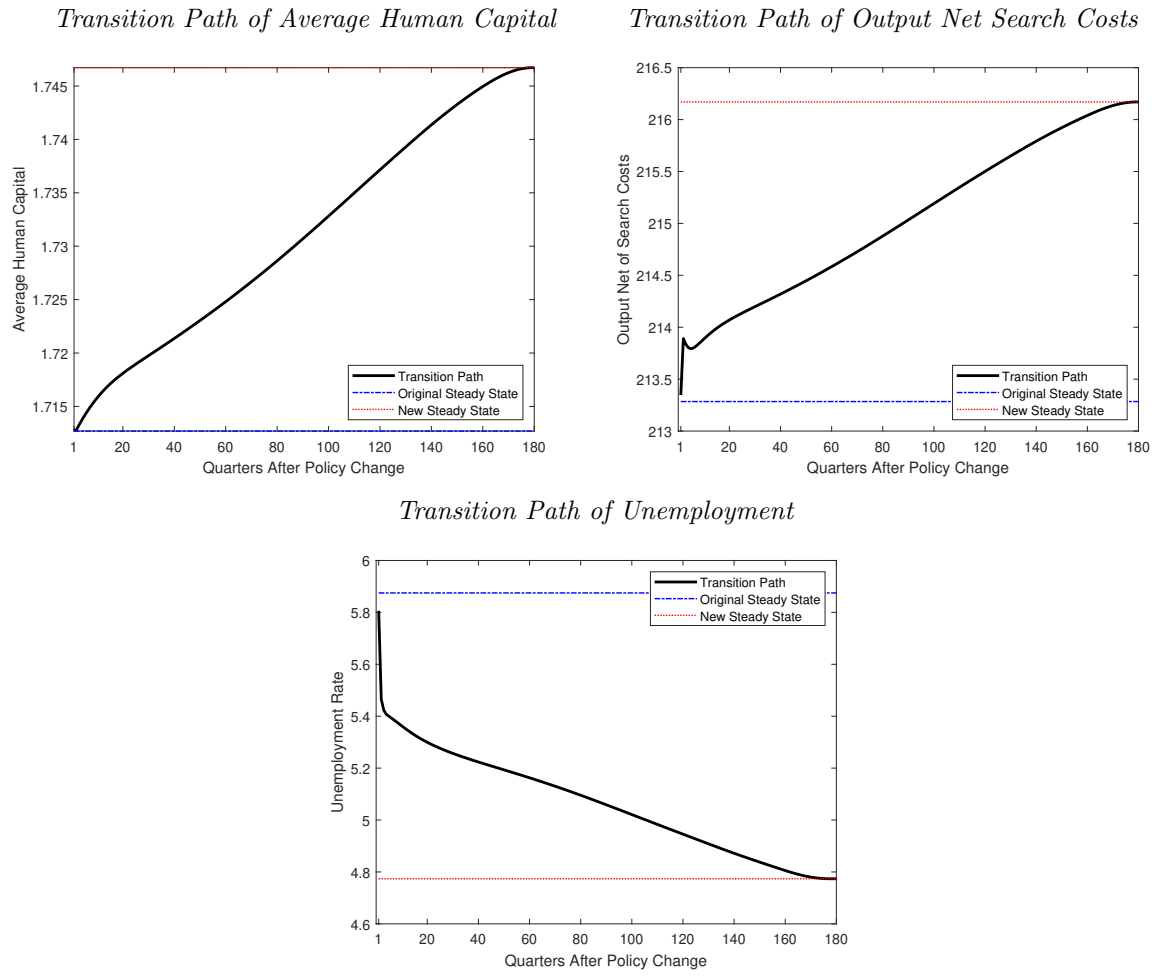 Transition Path of Average Human Capital
1.745
1.74
1.735
1.73
1.725
1.72
1.715
Average Human Capital
Transition Path
Original Steady State
New Steady State
1 20 40 60 80 100 120 140 160 180
Quarters After Policy Change
Transition Path of Output Net Search Costs
216.5
216
215.5
215
214.5
214
213.5
213
Output Net of Search Costs
Transition Path
Original Steady State
New Steady State
1 20 40 60 80 100 120 140 160 180
Quarters After Policy Change
Transition Path of Unemployment
6
5.8
5.6
5.4
5.2
5
4.8
4.6
Unemployment Rate
Transition Path
Original Steady State
New Steady State
1 20 40 60 80 100 120 140 160 180
Quarters After Policy Change